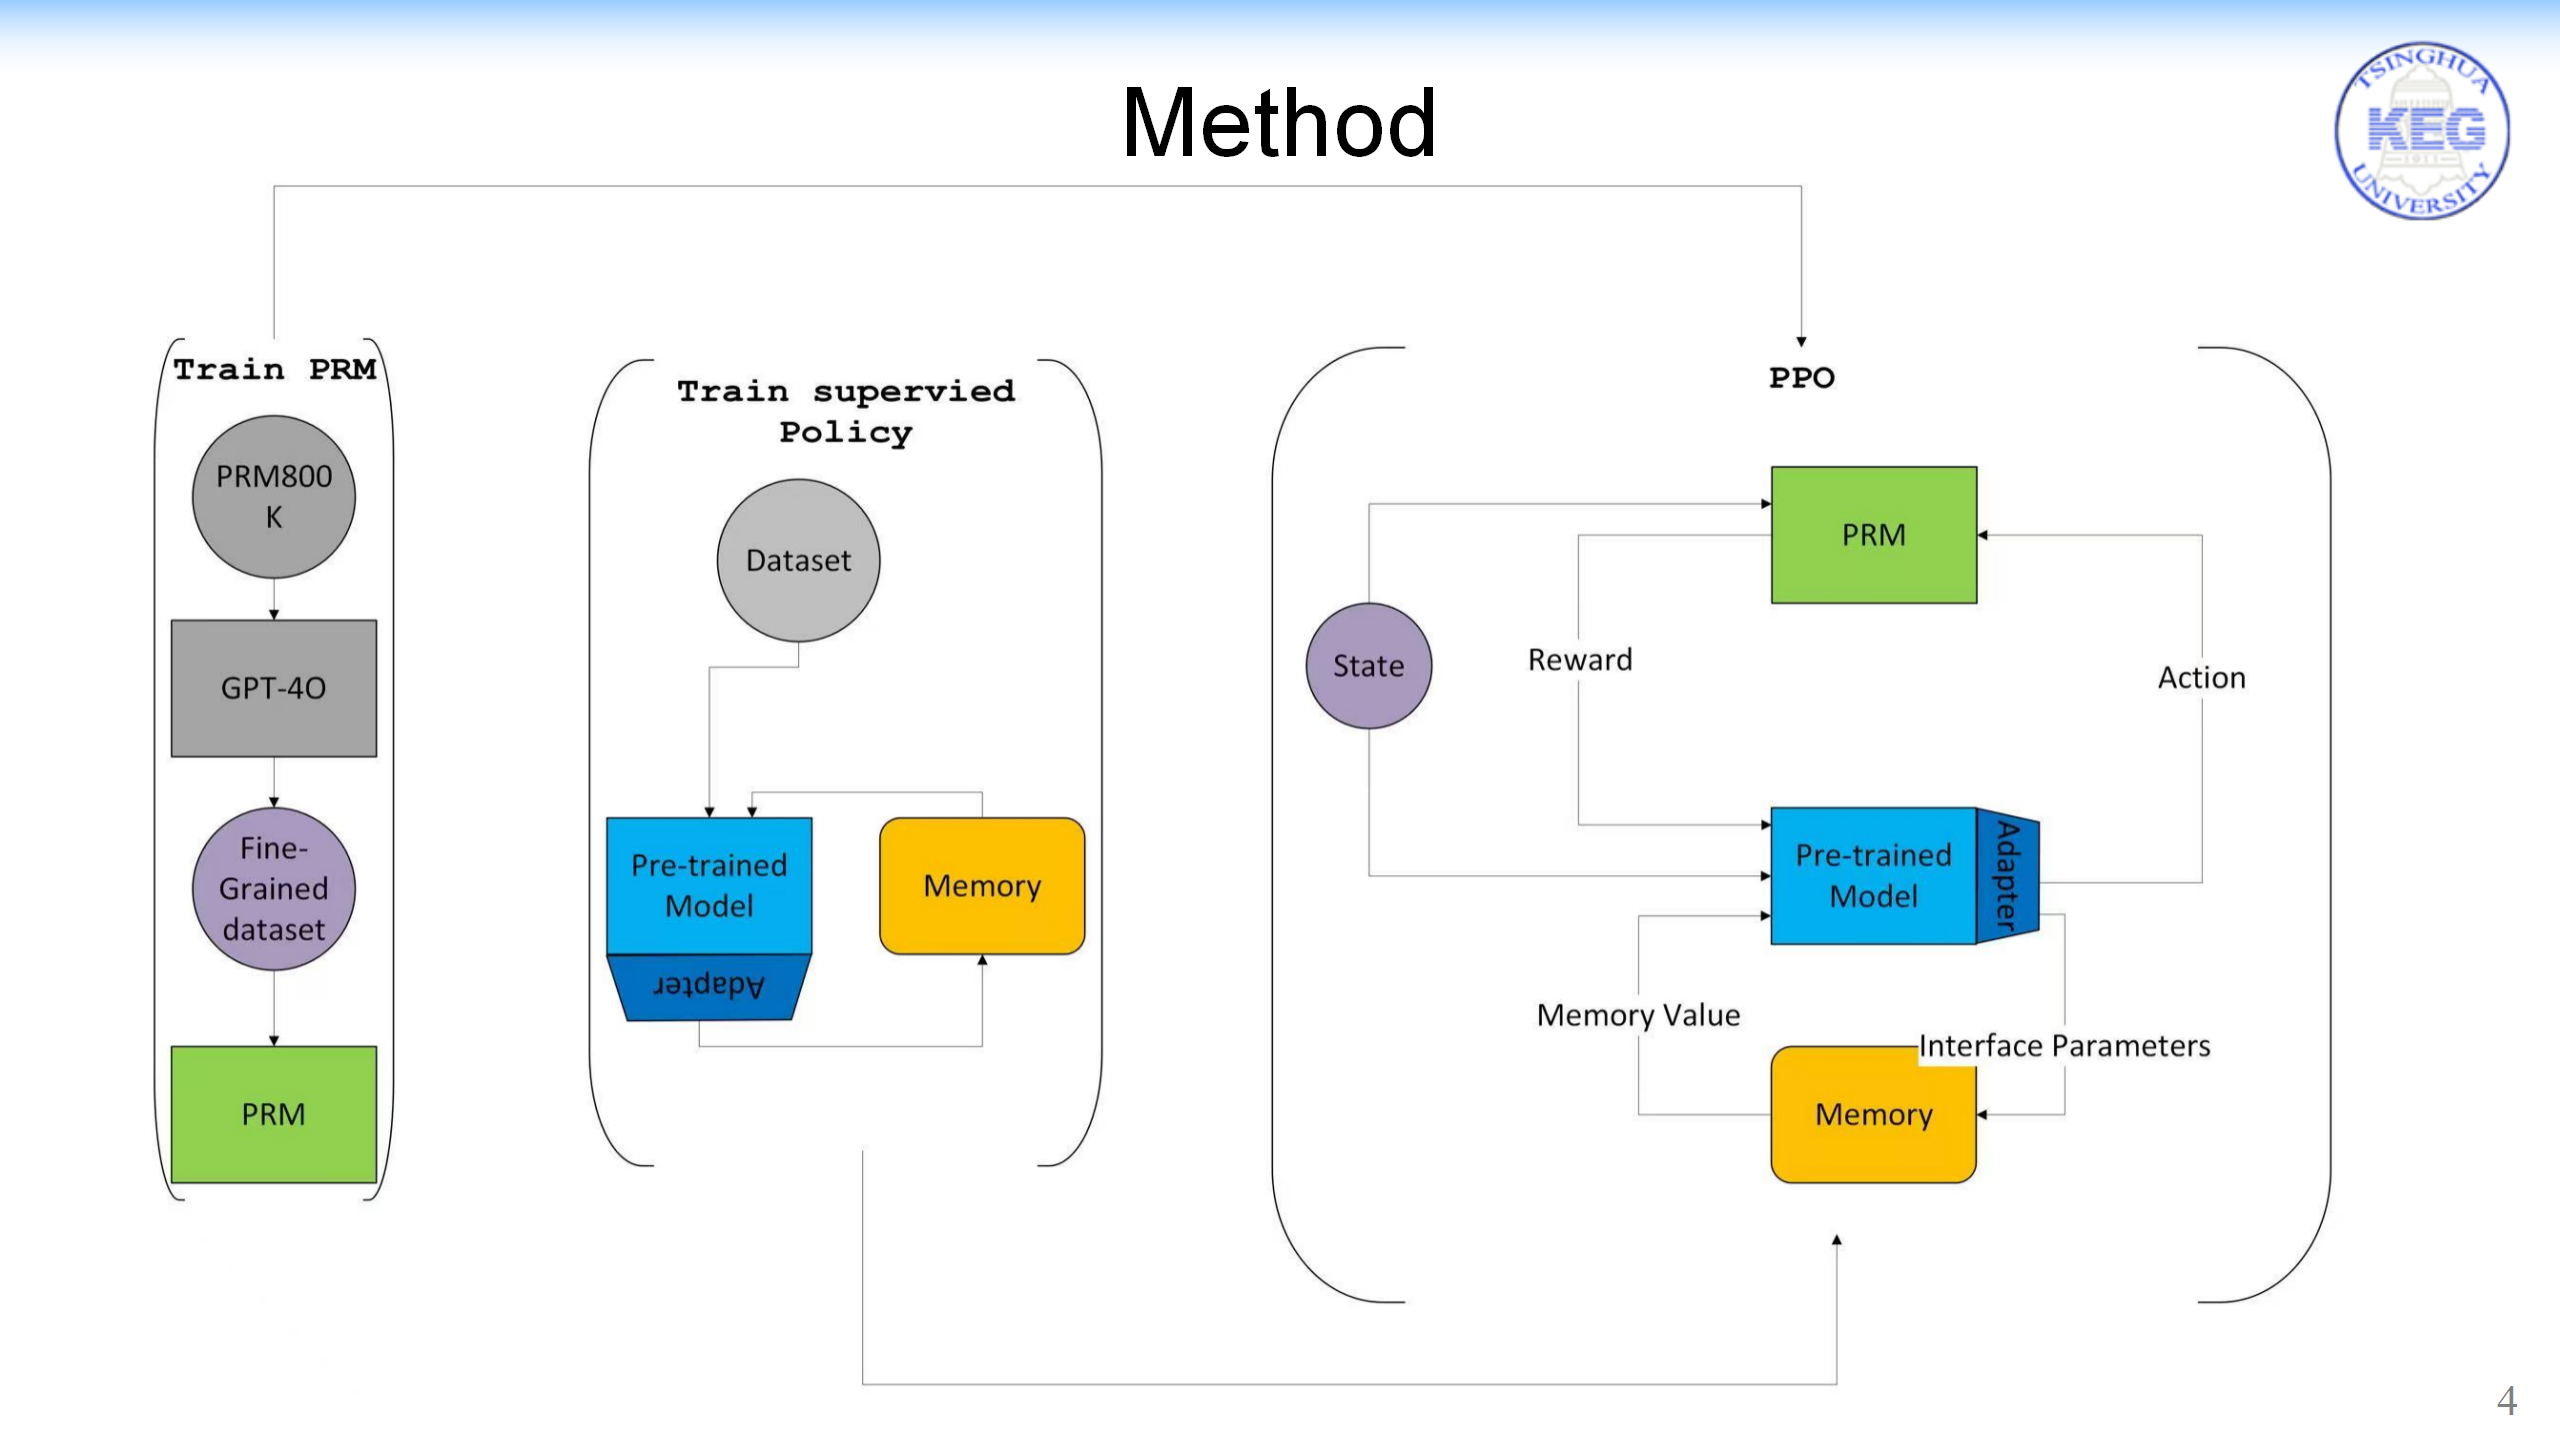 Method
TSINGHUA
KEG
1911
UNIVERSITY
Train PRM
PRM800
K
GPT-4O
Fine-
Grained
dataset
PRM
Train supervied
Policy
Dataset
Pre-trained
Model
Adapter
Memory
PPO
PRM
State
Reward
Action
Pre-trained
Model
Adapter
Memory Value
Interface Parameters
Memory
4